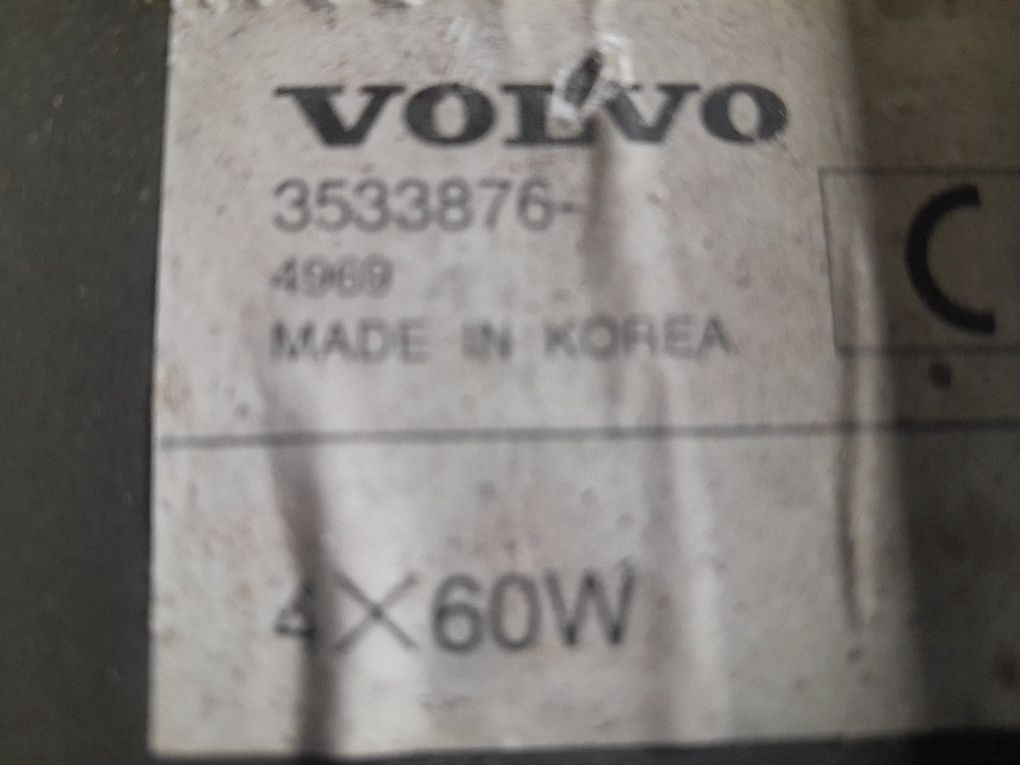 VOLVO
3533876-
4969
MADE IN KOREA
C
4X60W